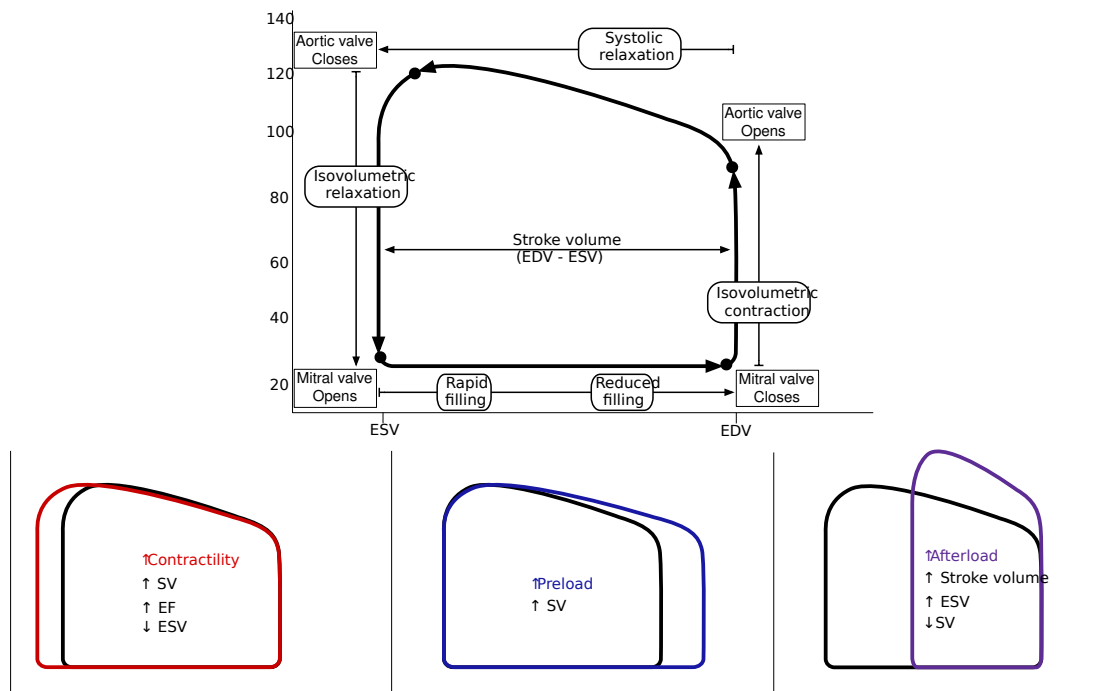 140
Aortic valve
Closes
Systolic
relaxation
120
Aortic valve
Opens
100
Isovolumetric
relaxation
80
Stroke volume
(EDV - ESV)
60
Isovolumetric
contraction
40
20
Mitral valve
Opens
Rapid
filling
Reduced
filling
Mitral valve
Closes
ESV
EDV
↑Contractility
↑ SV
↑ EF
↓ ESV
↑Preload
↑ SV
↑Afterload
↑ Stroke volume
↑ ESV
↓SV